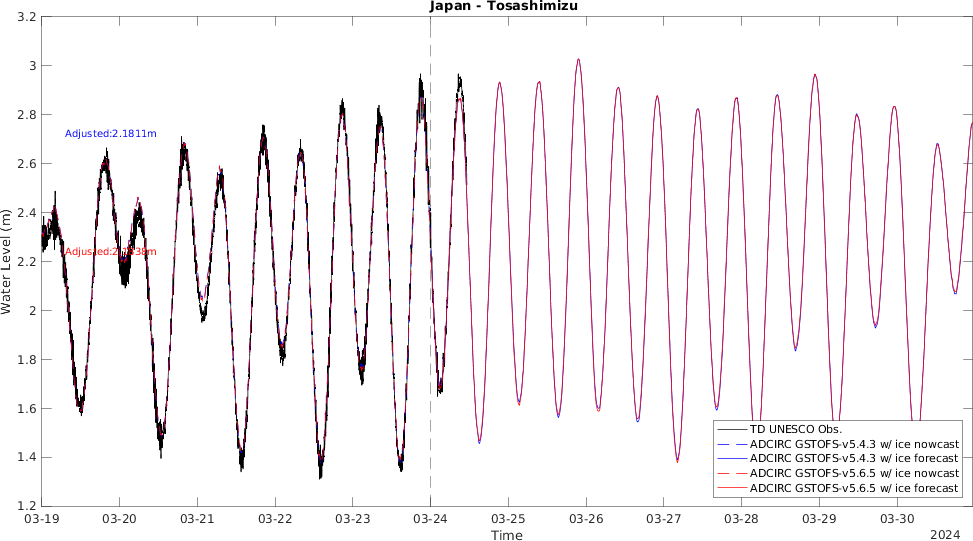 Japan - Tosashimizu
3.2
3
2.8
2.6
2.4
2.2
2
1.8
1.6
1.4
1.2
Water Level (m)
Adjusted:2.1811m
TD UNESCO Obs.
ADCIRC GSTOFS-v5.4.3 w/ ice nowcast
ADCIRC GSTOFS-v5.4.3 w/ ice forecast
ADCIRC GSTOFS-v5.6.5 w/ ice nowcast
ADCIRC GSTOFS-v5.6.5 w/ ice forecast
03-19 03-20 03-21 03-22 03-23 03-24 03-25 03-26 03-27 03-28 03-29 03-30
Time
2024